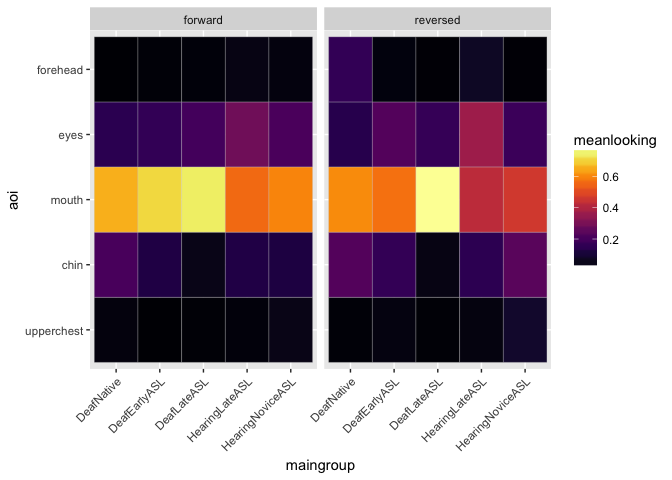 forward
reversed
forehead
eyes
mouth
chin
upperchest
aoi
DeafNative
DeafEarlyASL
DeafLateASL
HearingLateASL
HearingNoviceASL
DeafNative
DeafEarlyASL
DeafLateASL
HearingLateASL
HearingNoviceASL
maingroup
meanlooking
0.6
0.4
0.2